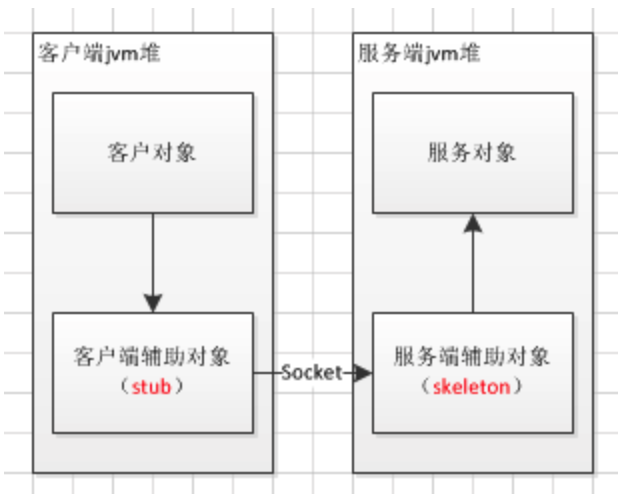 客户端jvm堆
客户对象
客户端辅助对象
（stub）
Socket
服务端jvm堆
服务对象
服务端辅助对象
（skeleton）